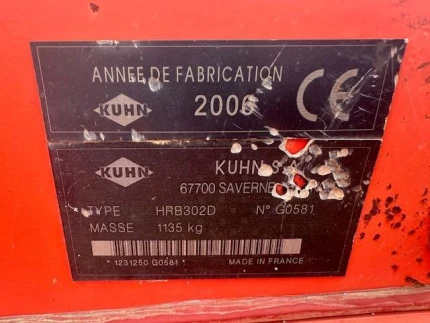 ANNEE DE FABRICATION
KUHN 2006 CE
KUHN KUHN S.A
67700 SAVERNE
TYPE HRB302D N° G0581
MASSE 1135 kg
1231250 G0581 MADE IN FRANCE